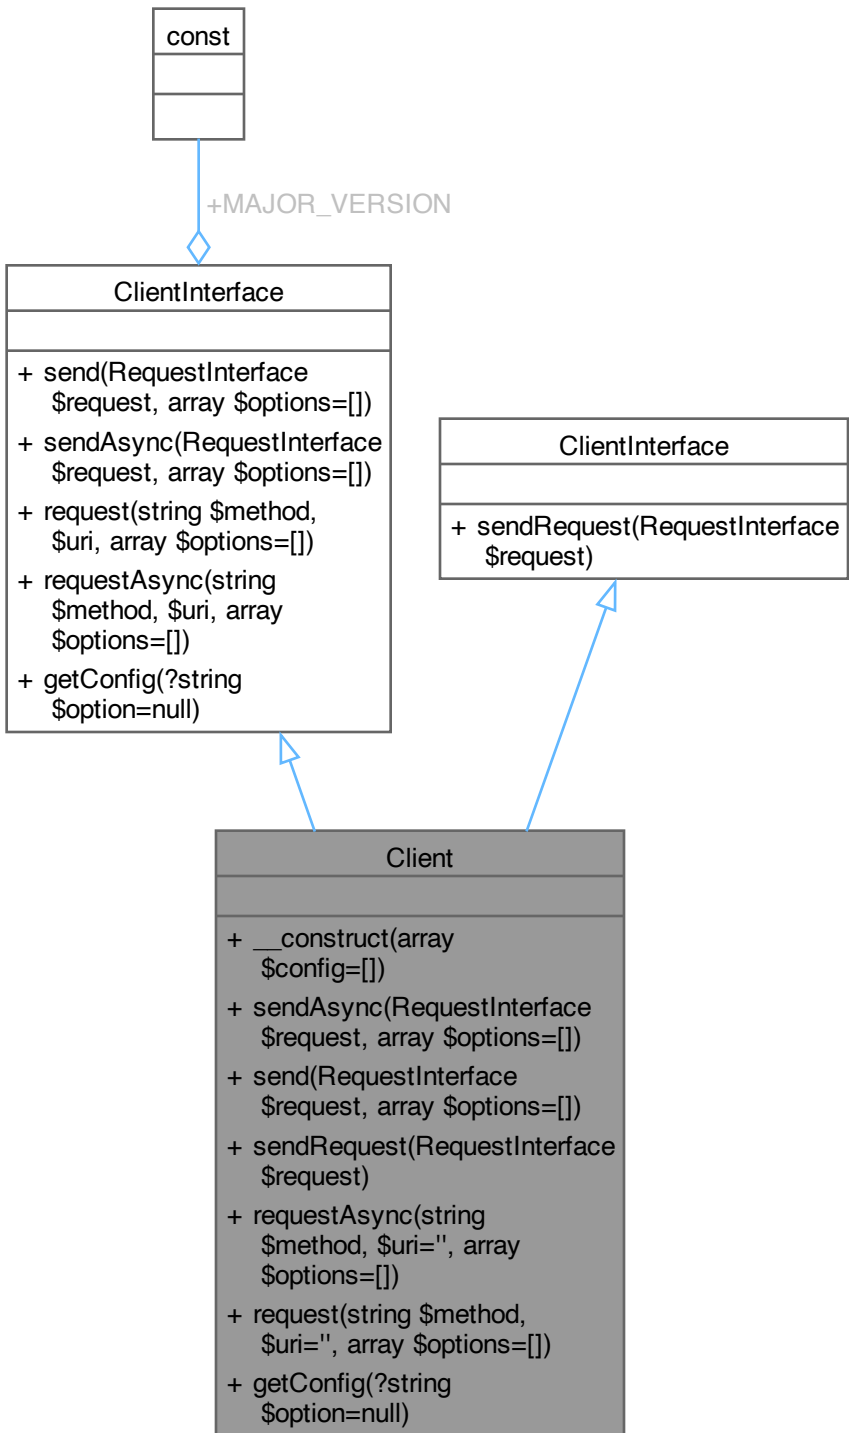 const
+MAJOR_VERSION
ClientInterface
+ send(RequestInterface
$request, array $options=[])
+ sendAsync(RequestInterface
$request, array $options=[])
+ request(string $method,
$uri, array $options=[])
+ requestAsync(string
$method, $uri, array
$options=[])
+ getConfig(?string
$option=null)
ClientInterface
+ sendRequest(RequestInterface
$request)
Client
+ __construct(array
$config=[])
+ sendAsync(RequestInterface
$request, array $options=[])
+ send(RequestInterface
$request, array $options=[])
+ sendRequest(RequestInterface
$request)
+ requestAsync(string
$method, $uri='', array
$options=[])
+ request(string $method,
$uri='', array $options=[])
+ getConfig(?string
$option=null)